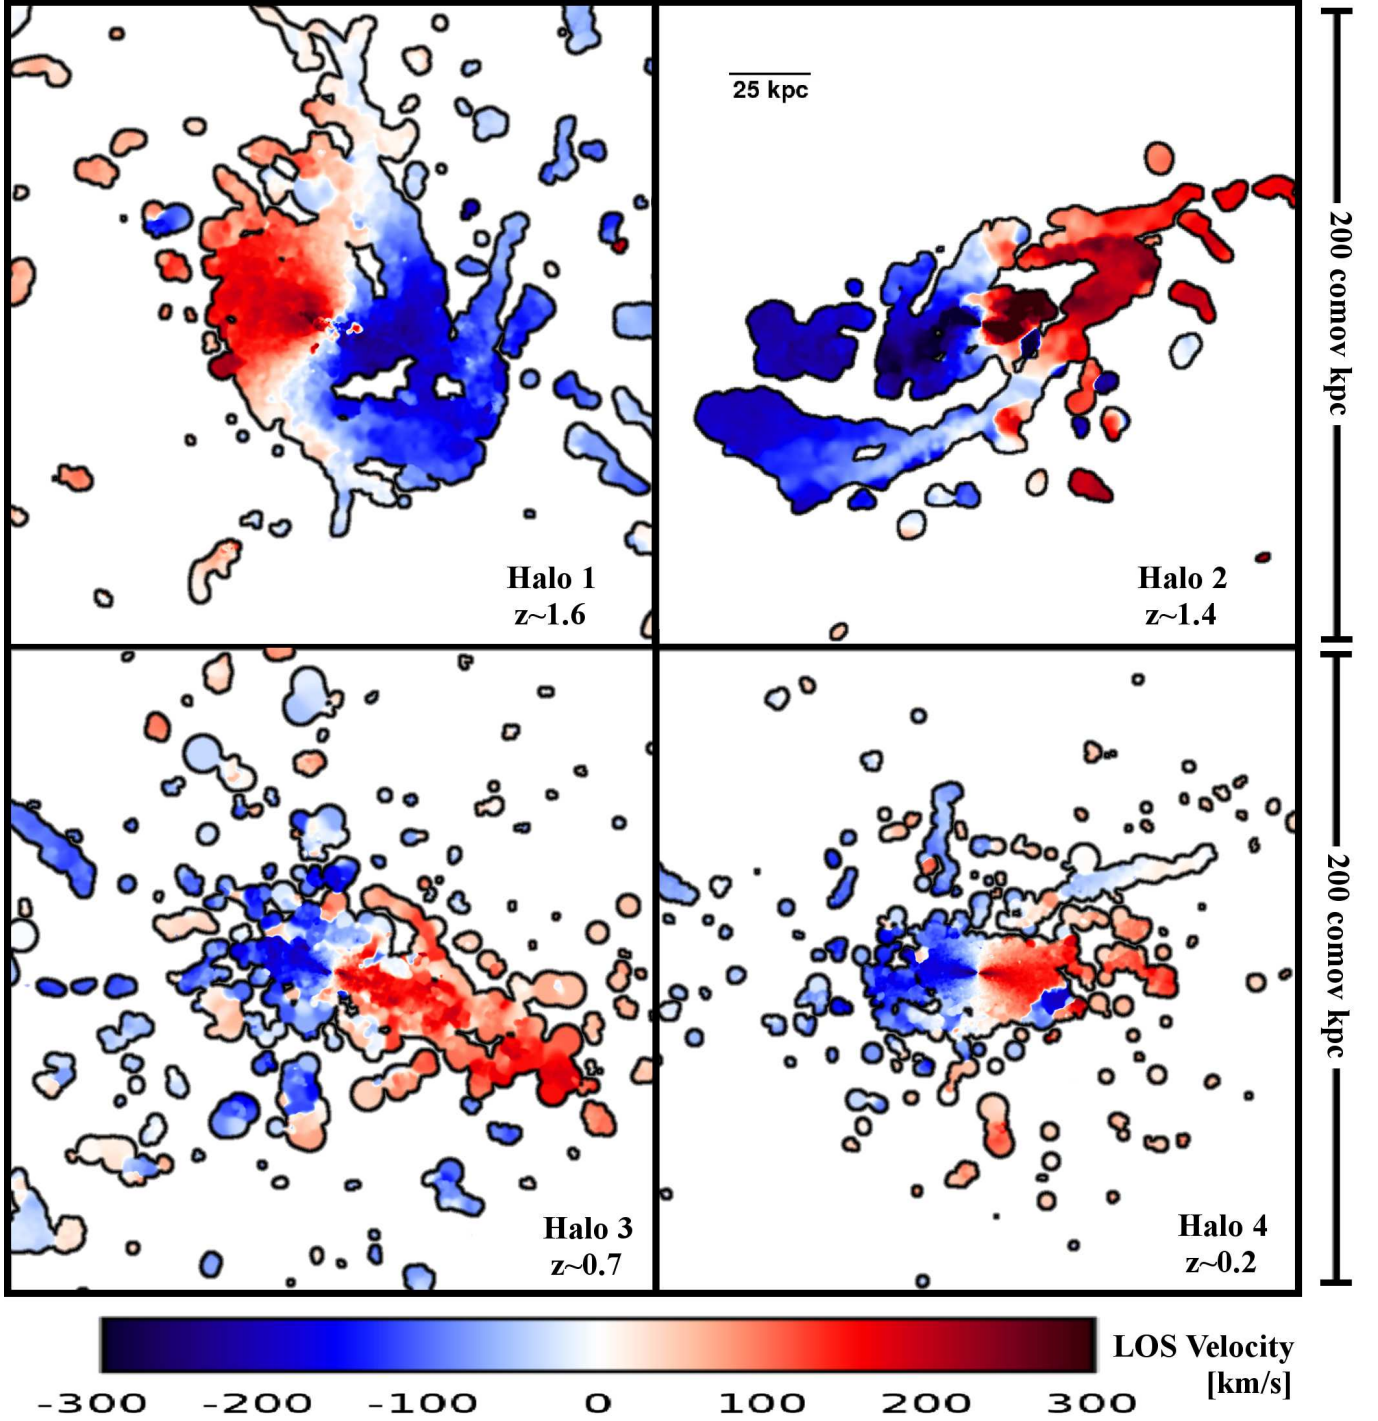 25 kpc
Halo 1
z~1.6
Halo 2
z~1.4
200 comov kpc
Halo 3
z~0.7
Halo 4
z~0.2
200 comov kpc
LOS Velocity
[km/s]
-300 -200 -100 0 100 200 300